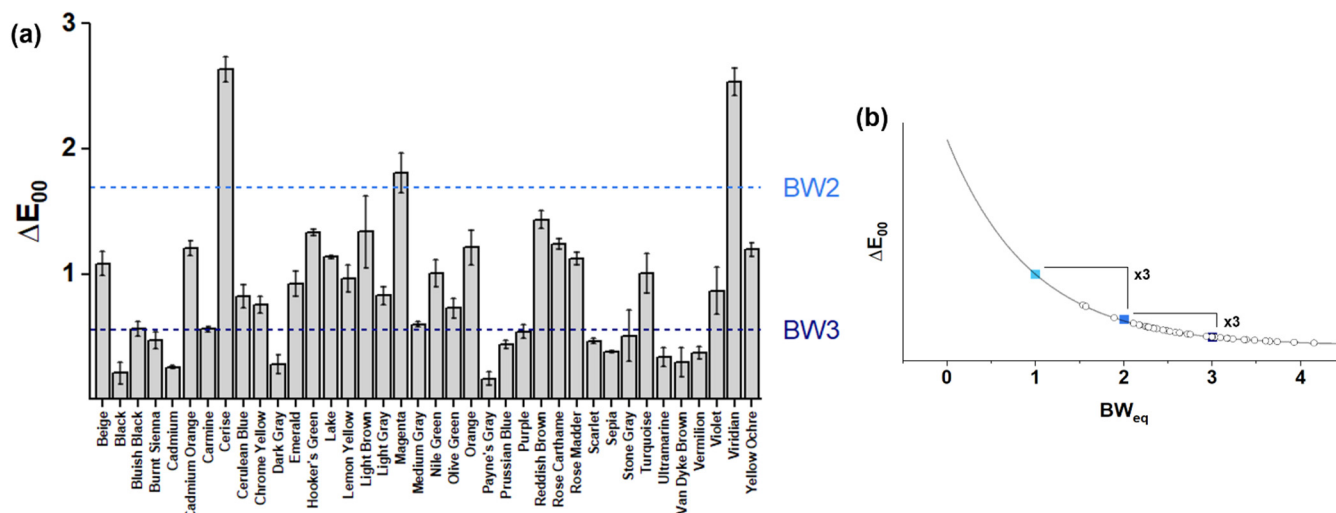 (a)
3
2
1
ΔE00
BW2
BW3
Beige
Black
Bluish Black
Burnt Sienna
Cadmium
Cadmium Orange
Carmine
Cerise
Cerulean Blue
Chrome Yellow
Dark Gray
Emerald
Hooker's Green
Lake
Lemon Yellow
Light Brown
Light Gray
Magenta
Medium Gray
Nile Green
Olive Green
Orange
Payne's Gray
Prussian Blue
Purple
Reddish Brown
Rose Carthame
Rose Madder
Scarlet
Sepia
Stone Gray
Turquoise
Ultramarine
Van Dyke Brown
Vermilion
Violet
Viridian
Yellow Ochre
(b)
ΔE00
x3
x3
0 1 2 3 4
BWeq